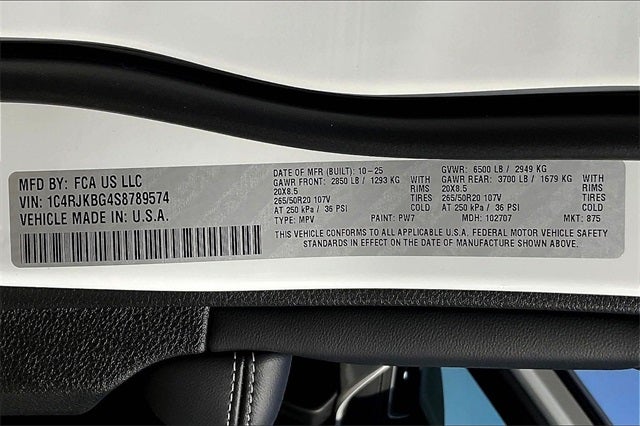 MFD BY: FCA US LLC
VIN: 1C4RJKBG4S8789574
VEHICLE MADE IN U.S.A.
DATE OF MFR (BUILT): 10-25 GVWR: 6500 LB / 2949 KG
GAWR FRONT: 2850 LB / 1293 KG WITH GAWR REAR: 3700 LB / 1679 KG WITH
20X8.5 RIMS 20X8.5 RIMS
265/50R20 107V TIRES 265/50R20 107V TIRES
AT 250 kPa / 36 PSI COLD AT 250 kPa / 36 PSI COLD
TYPE: MPV PAINT: PW7 MDH: 102707 MKT: 875
THIS VEHICLE CONFORMS TO ALL APPLICABLE U.S.A. FEDERAL MOTOR VEHICLE SAFETY
STANDARDS IN EFFECT ON THE DATE OF MANUFACTURE SHOWN ABOVE.